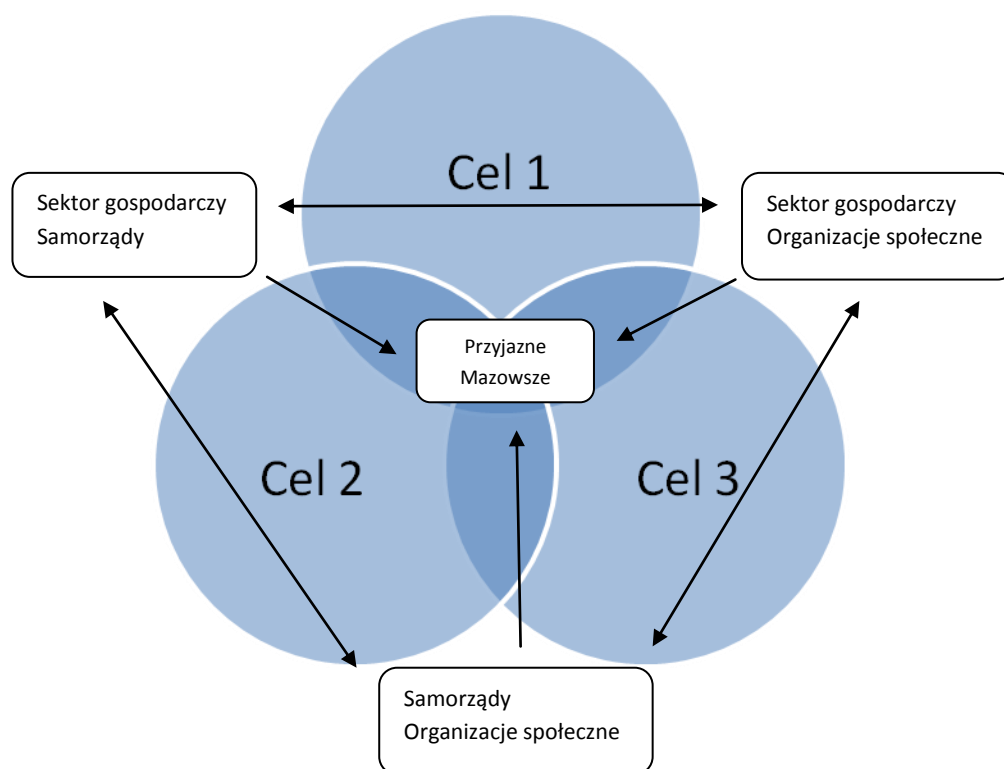 Cel 1
Sektor gospodarczy
Samorządy
Sektor gospodarczy
Organizacje społeczne
Przyjazne
Mazowsze
Cel 2
Cel 3
Samorządy
Organizacje społeczne